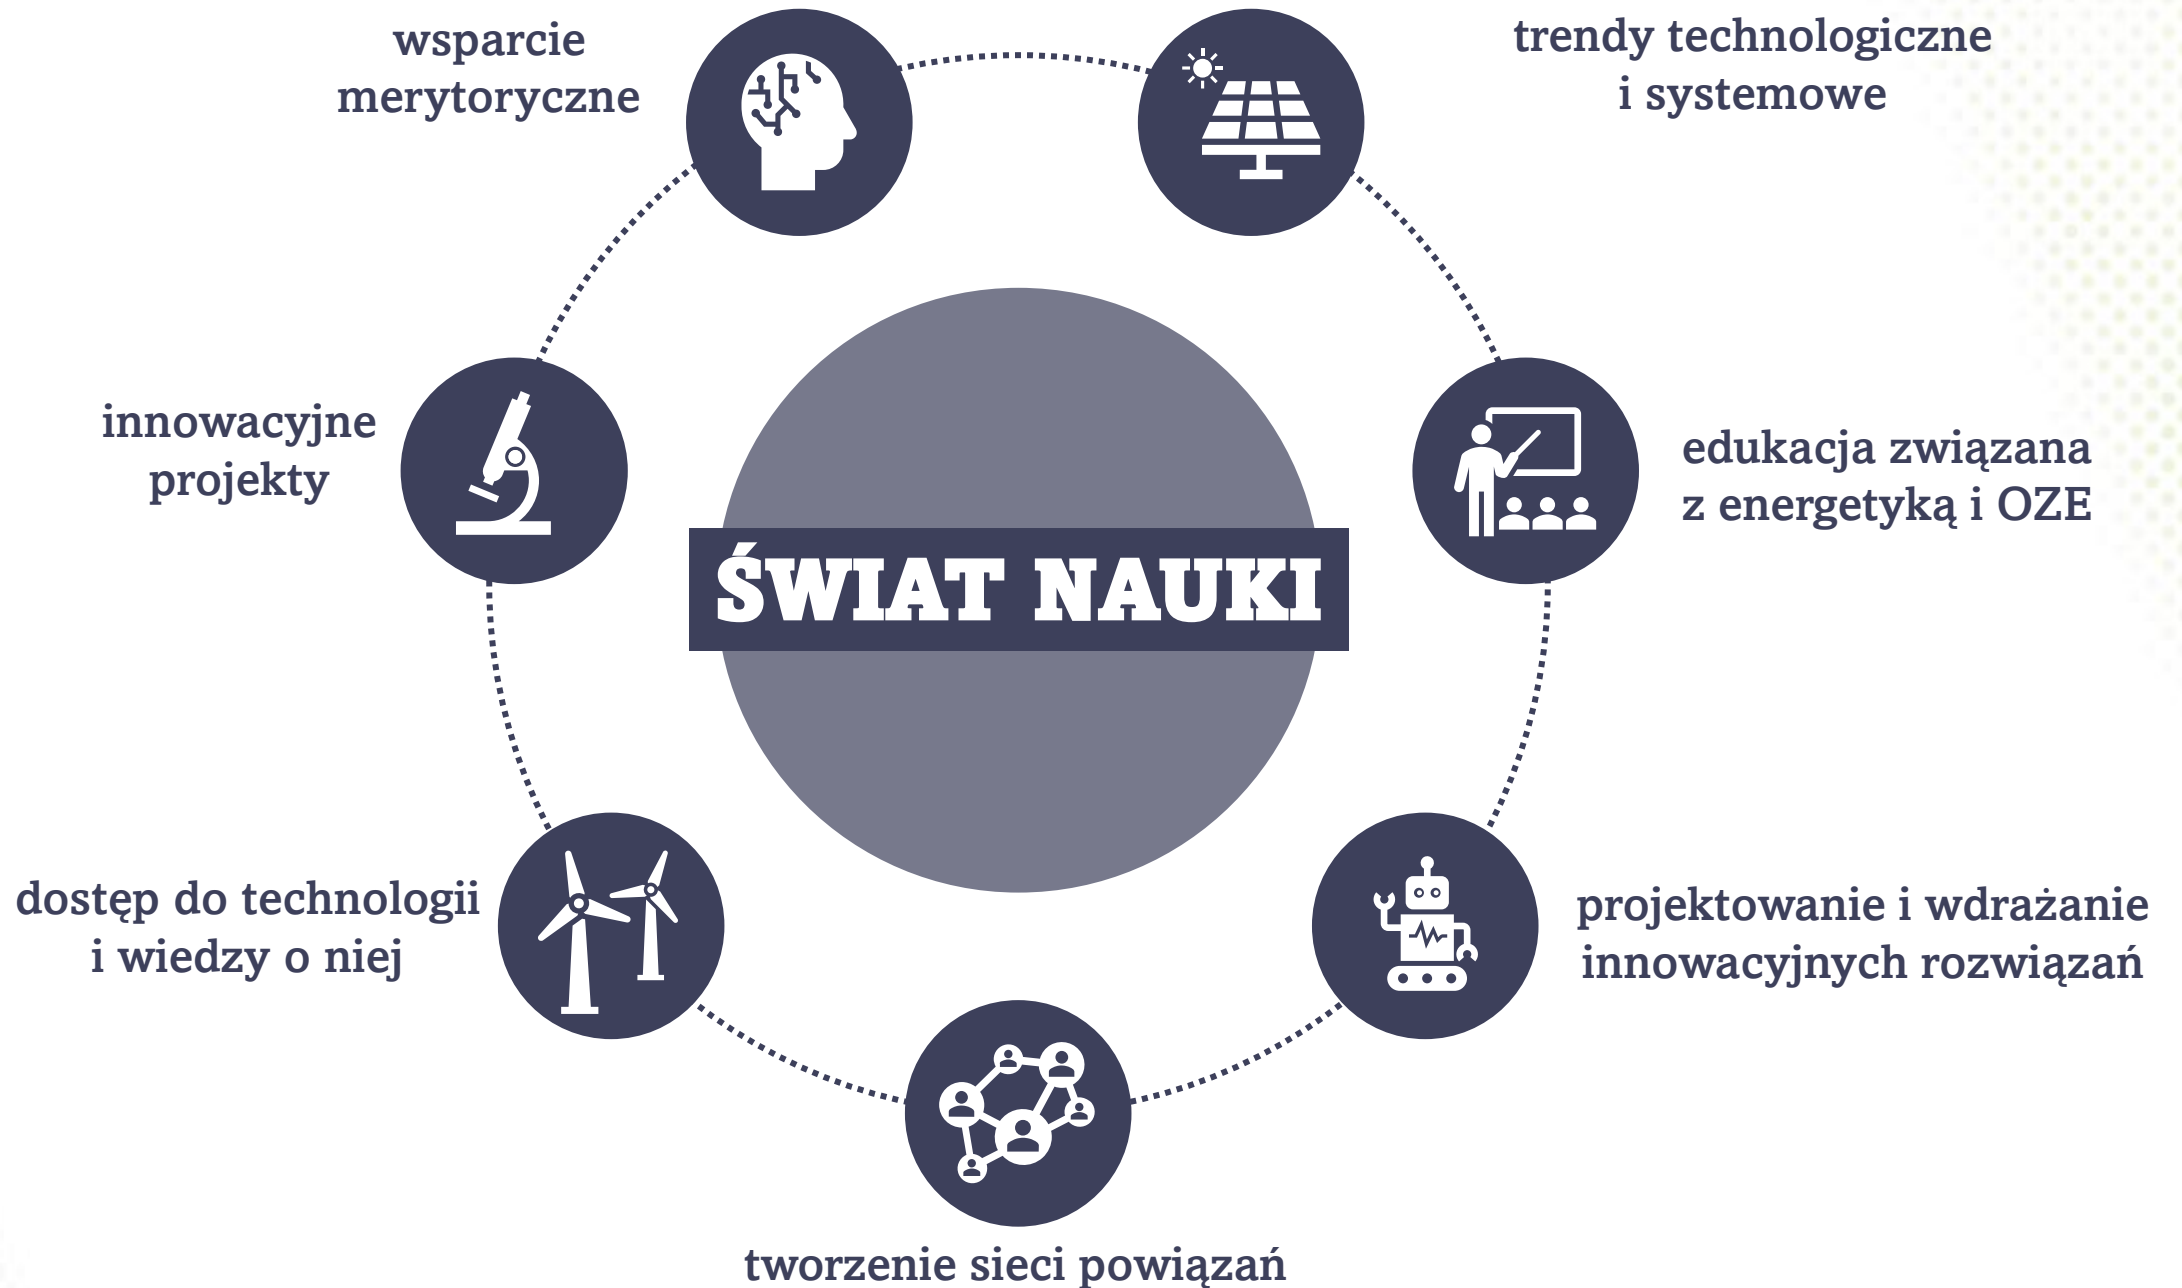 wsparcie
merytoryczne
trendy technologiczne
i systemowe
innowacyjne
projekty
edukacja związana
z energetyką i OZE
ŚWIAT NAUKI
dostęp do technologii
i wiedzy o niej
projektowanie i wdrażanie
innowacyjnych rozwiązań
tworzenie sieci powiązań